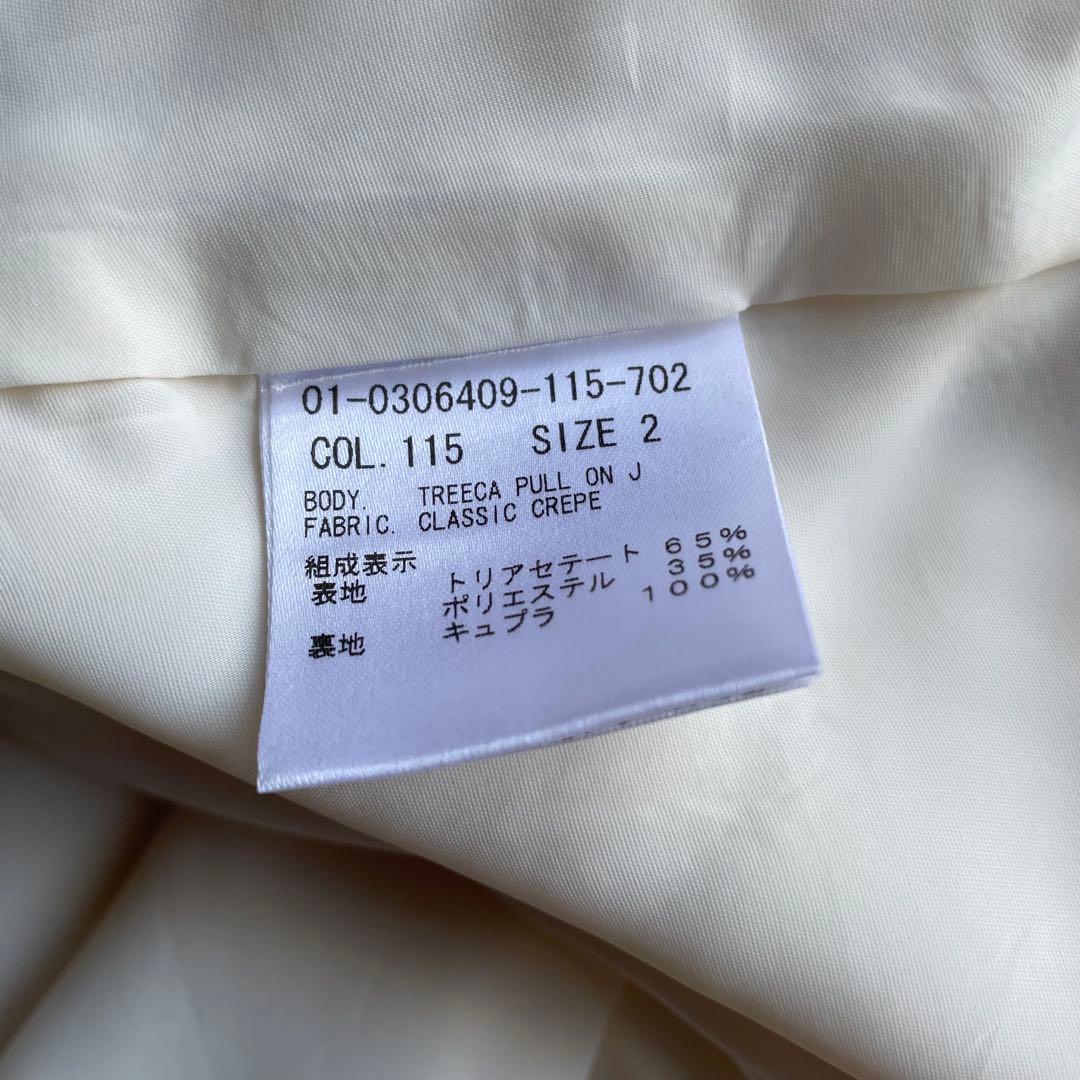 01-0306409-115-702
COL.115 SIZE 2
BODY. TREECA PULL ON J
FABRIC. CLASSIC CREPE
組成表示
表地 トリアセテート 65%
ポリエステル 35%
裏地 キュプラ 100%